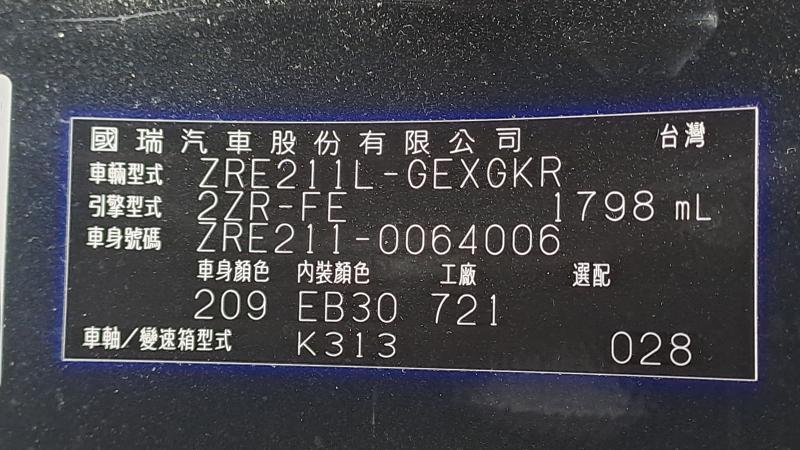 國瑞汽車股份有限公司 台灣
車輛型式 ZRE211L-GEXGKR
引擎型式 2ZR-FE 1798 mL
車身號碼 ZRE211-0064006
車身顏色 內裝顏色 工廠 選配
209 EB30 721
車軸/變速箱型式 K313 028